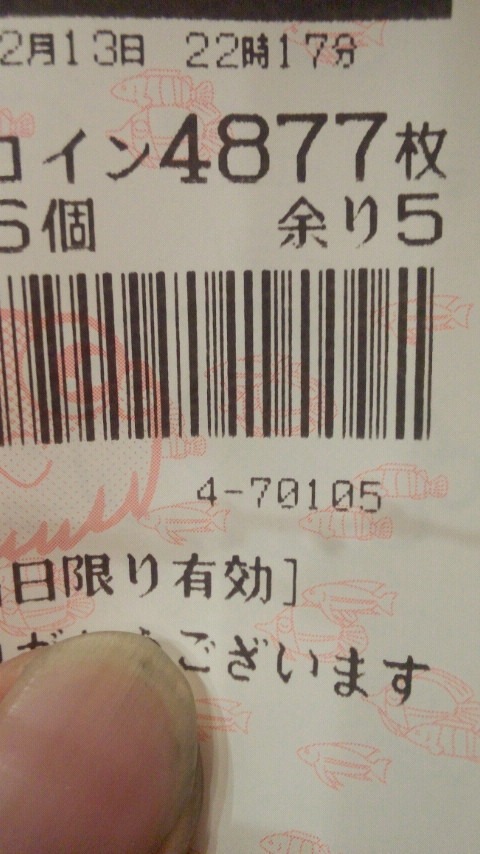 2月13日 22時17分
コイン4877枚
6個 余り5
4-70105
日限り有効]
ございます